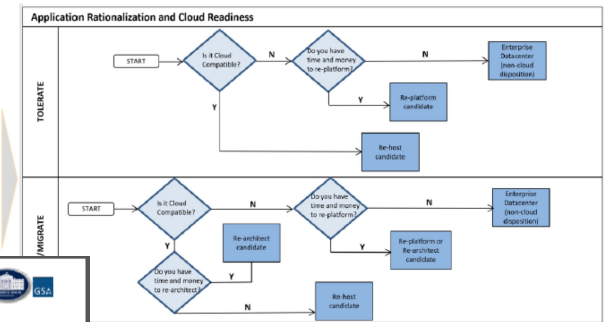 Application Rationalization and Cloud Readiness
TOLERATE
START
Is it Cloud
Compatible?
N
Do you have
time and money
to re-platform?
N
Enterprise
Datacenter
(non-cloud
disposition)
Y
Re-platform
candidate
Y
Re-host
candidate
/MIGRATE
START
Is it Cloud
Compatible?
N
Do you have
time and money
to re-platform?
N
Enterprise
Datacenter
(non-cloud
disposition)
Y
Re-architect
candidate
Y
Re-platform or
Re-architect
candidate
Do you have
time and money
to re-architect?
Y
N
Re-host
candidate
GSA